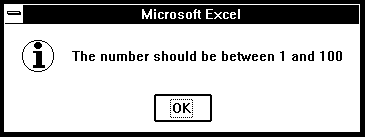 Microsoft Excel
The number should be between 1 and 100
OK